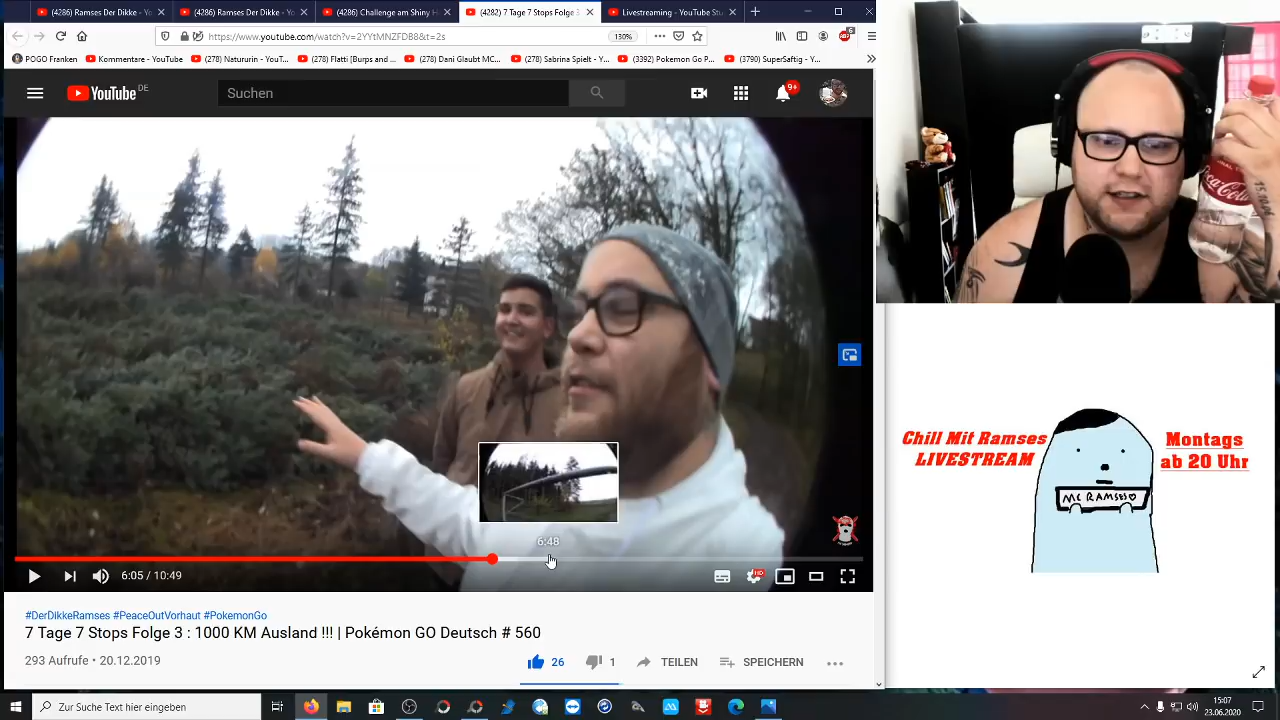 (4286) Ramses Der Dikke - Yo
(4286) Ramses Der Dikke - Yo
(4286) Challenge am Shiny H
(4282) 7 Tage 7 Stops Folge 3
Livestreaming - YouTube Stu
https://www.youtube.com/watch?v=2YYtMNZFDB8&t=2s
130%
POGO Franken
Kommentare - YouTube
(278) Natururin - YouT...
(278) Flatti [Burps and ...
(278) Dani Glaubt MC...
(278) Sabrina Spielt - Y...
(3392) Pokemon Go P...
(3790) SuperSaftig - Y...
YouTube DE
Suchen
9+
Coca-Cola
Chill Mit Ramses
LIVESTREAM
Montags
ab 20 Uhr
MC RAMSES
6:48
6:05 / 10:49
HD
#DerDikkeRamses #PeaceOutVorhaut #PokemonGo
7 Tage 7 Stops Folge 3 : 1000 KM Ausland !!! | Pokémon GO Deutsch # 560
293 Aufrufe • 20.12.2019
26
1
TEILEN
SPEICHERN
Zur Suche Text hier eingeben
15:07
23.06.2020